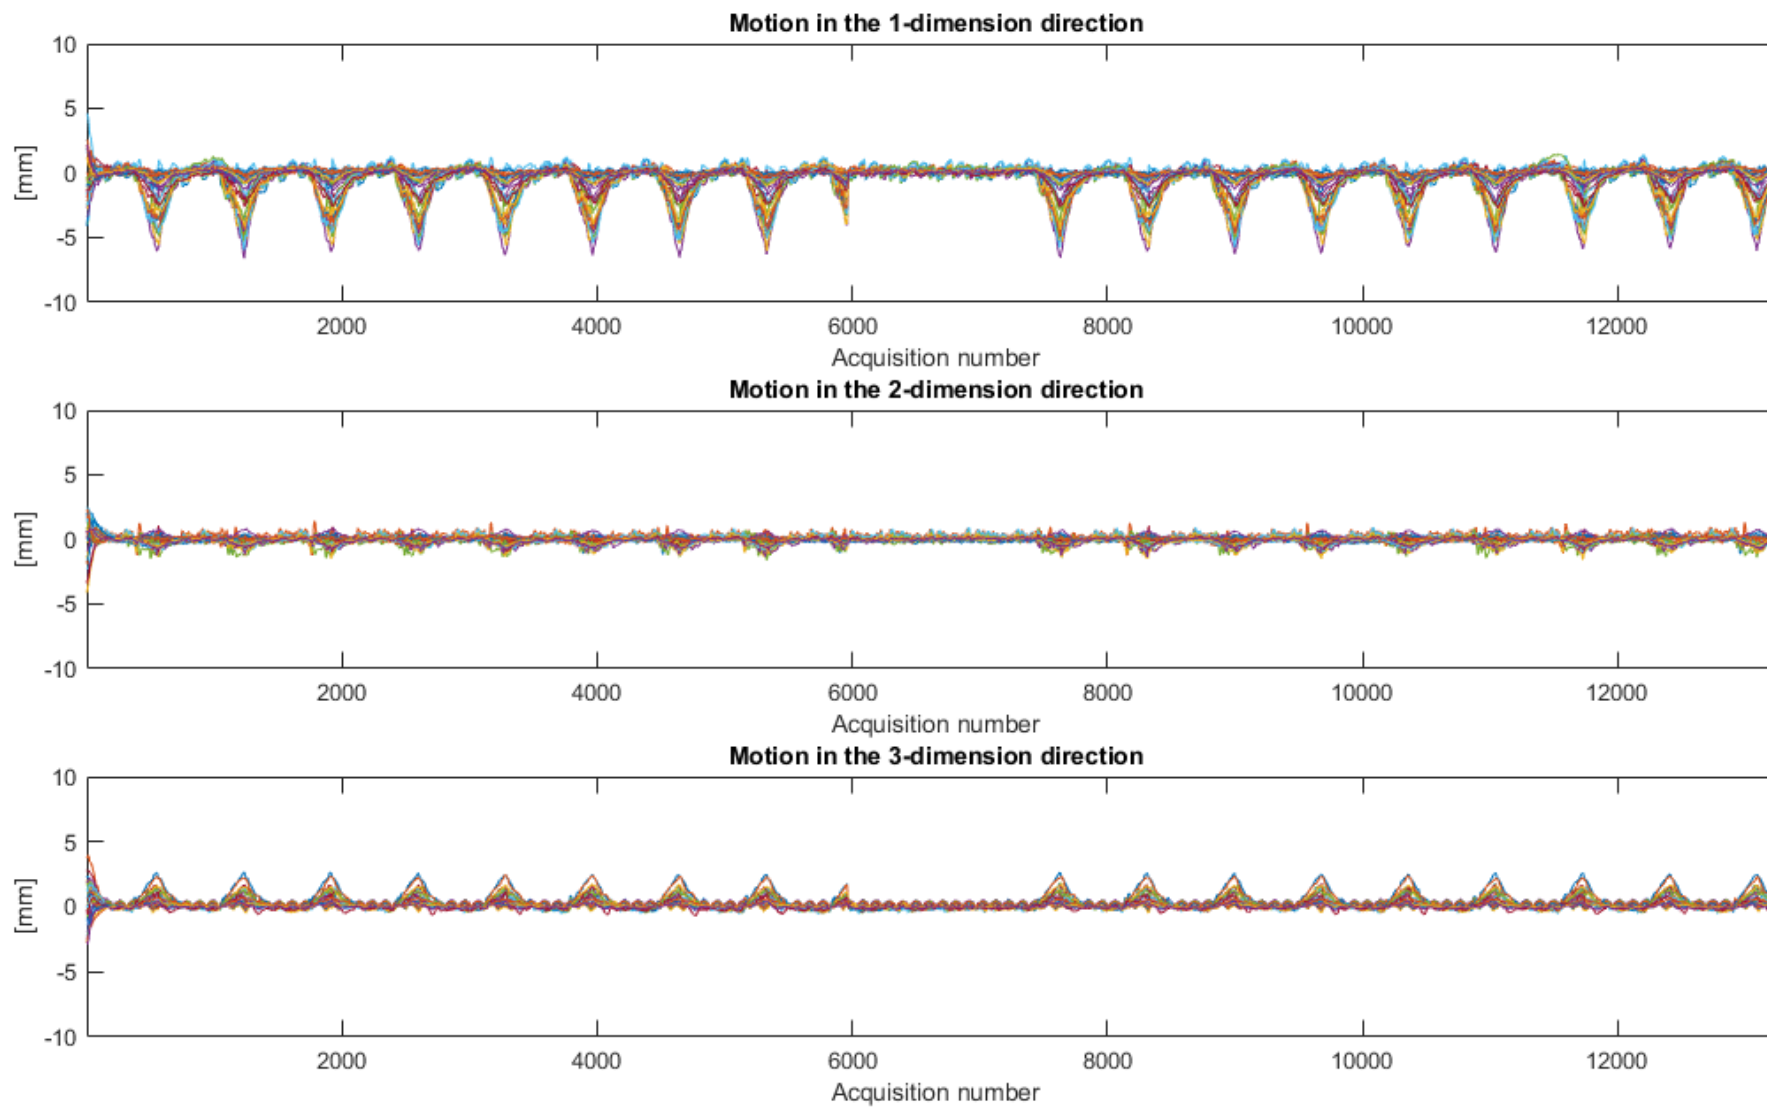 Motion in the 1-dimension direction
10
5
0
-5
-10
[mm]
2000 4000 6000 8000 10000 12000
Acquisition number
Motion in the 2-dimension direction
10
5
0
-5
-10
[mm]
2000 4000 6000 8000 10000 12000
Acquisition number
Motion in the 3-dimension direction
10
5
0
-5
-10
[mm]
2000 4000 6000 8000 10000 12000
Acquisition number